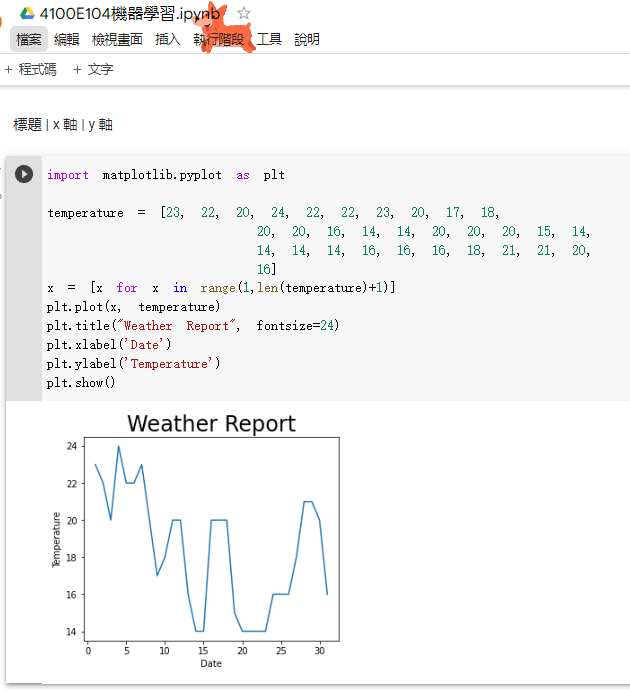 4100E104機器學習.ipynb
檔案 編輯 檢視畫面 插入 執行階段 工具 說明
+ 程式碼 + 文字
標題 | x 軸 | y 軸
import matplotlib.pyplot as plt
temperature = [23, 22, 20, 24, 22, 22, 23, 20, 17, 18,
20, 20, 16, 14, 14, 20, 20, 20, 15, 14,
14, 14, 14, 16, 16, 16, 18, 21, 21, 20,
16]
x = [x for x in range(1,len(temperature)+1)]
plt.plot(x, temperature)
plt.title("Weather Report", fontsize=24)
plt.xlabel('Date')
plt.ylabel('Temperature')
plt.show()
Weather Report
24
22
20
18
16
14
Temperature
0 5 10 15 20 25 30
Date